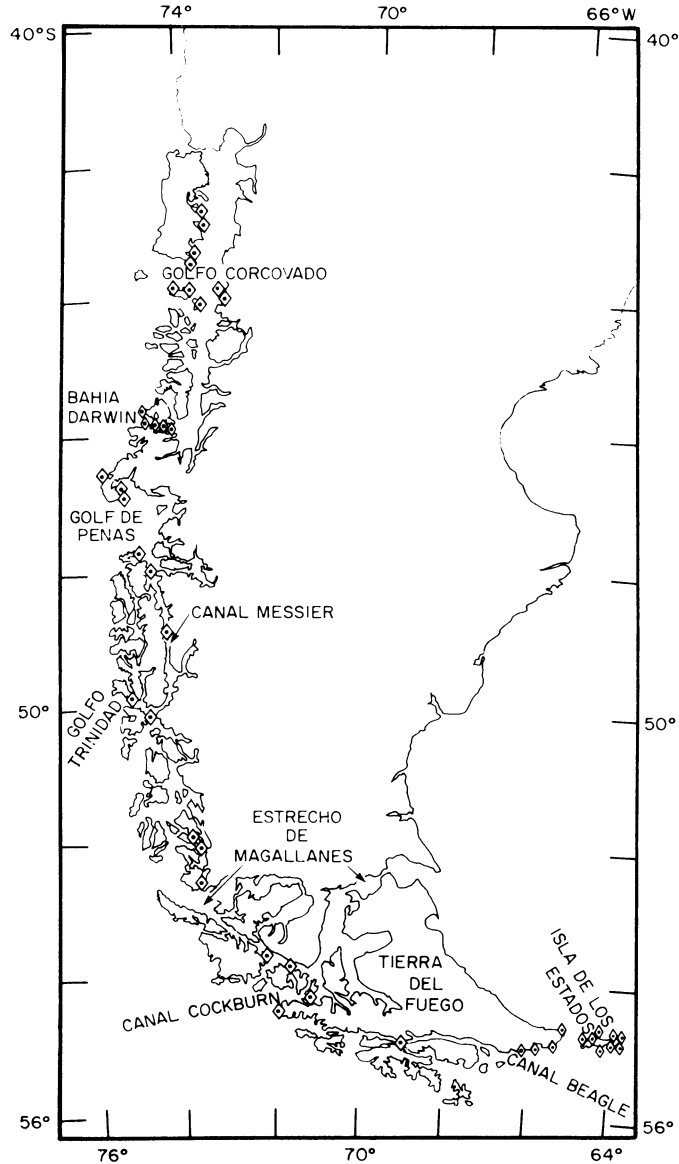 74° 70° 66°W
40°S 40°
GOLFO CORCOVADO
BAHIA
DARWIN
GOLF DE
PENAS
CANAL MESSIER
GOLFO
TRINIDAD
50° 50°
ESTRECHO
DE
MAGALLANES
TIERRA
DEL
FUEGO
ISLA DE LOS
ESTADOS
CANAL COCKBURN
CANAL BEAGLE
56° 56°
76° 70° 64°